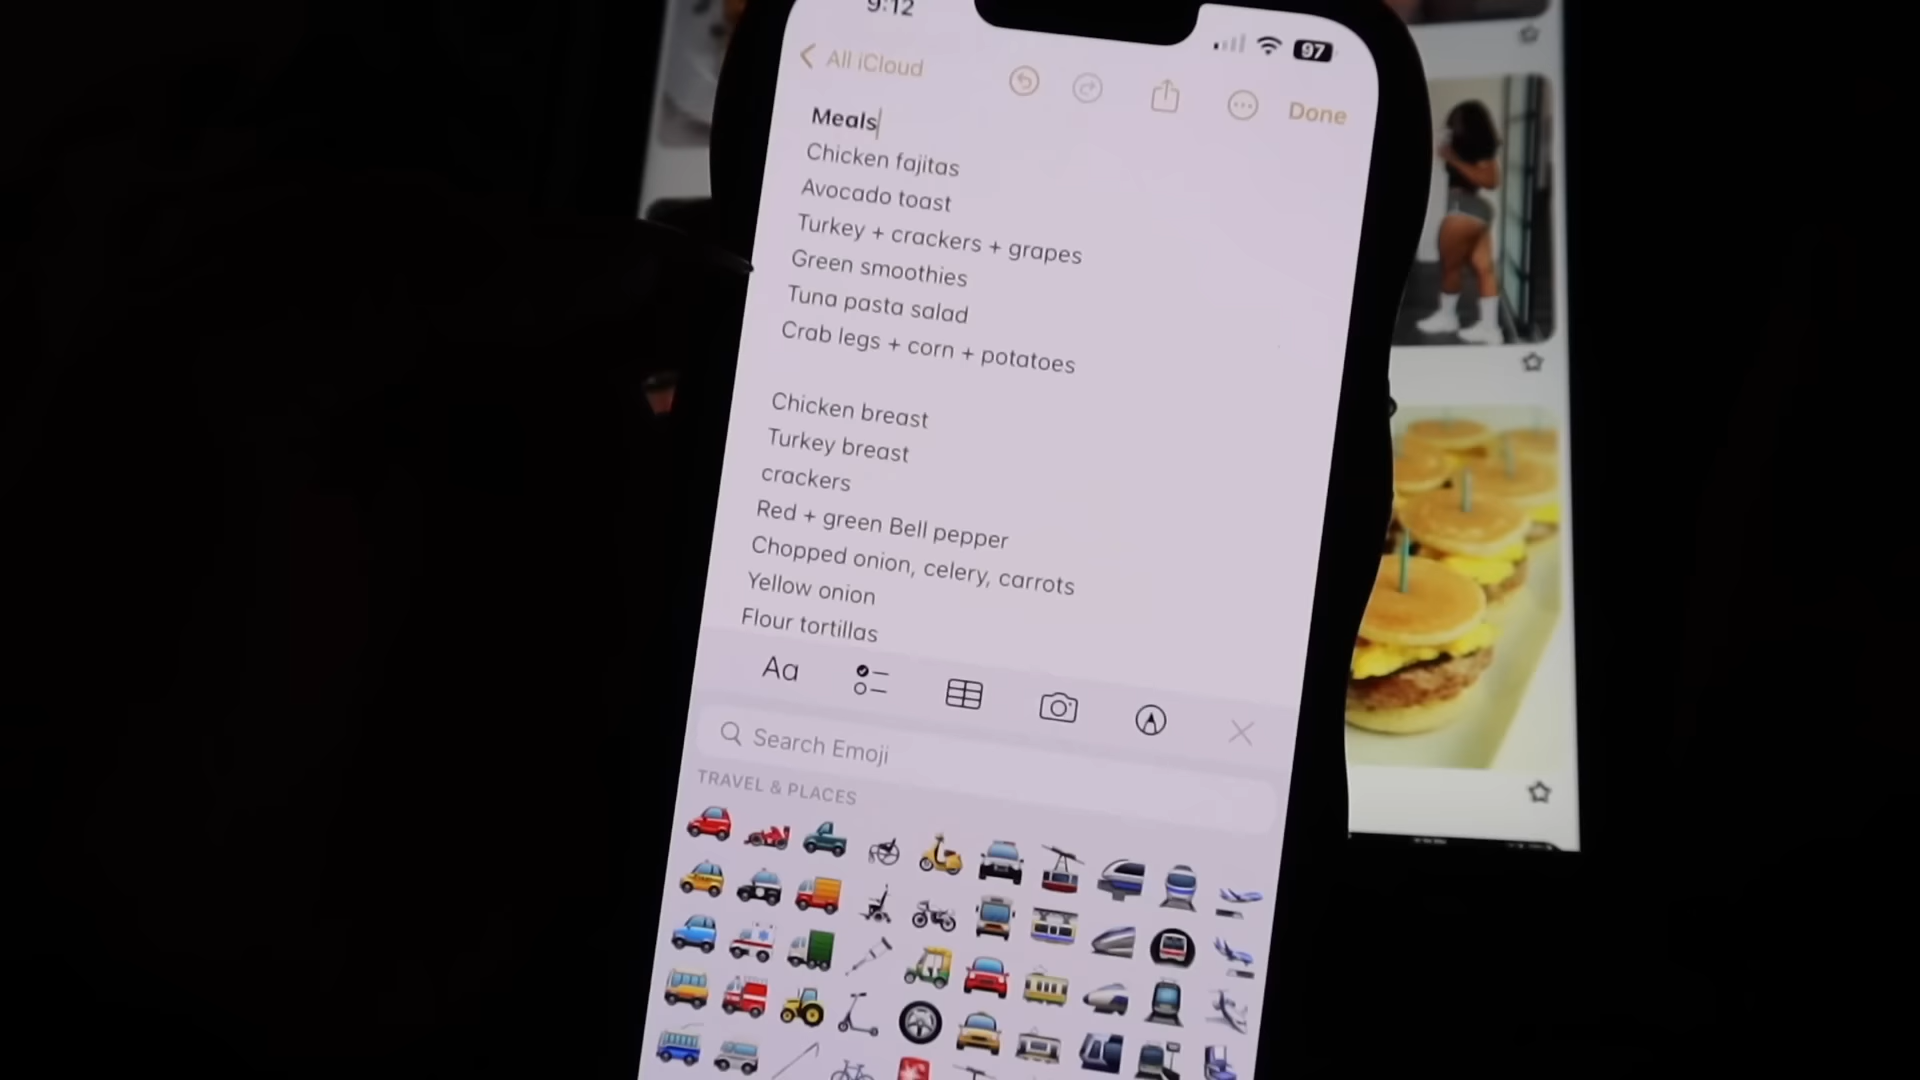 9:12
97
All iCloud
Done
Meals
Chicken fajitas
Avocado toast
Turkey + crackers + grapes
Green smoothies
Tuna pasta salad
Crab legs + corn + potatoes
Chicken breast
Turkey breast
crackers
Red + green Bell pepper
Chopped onion, celery, carrots
Yellow onion
Flour tortillas
Aa
Search Emoji
TRAVEL & PLACES